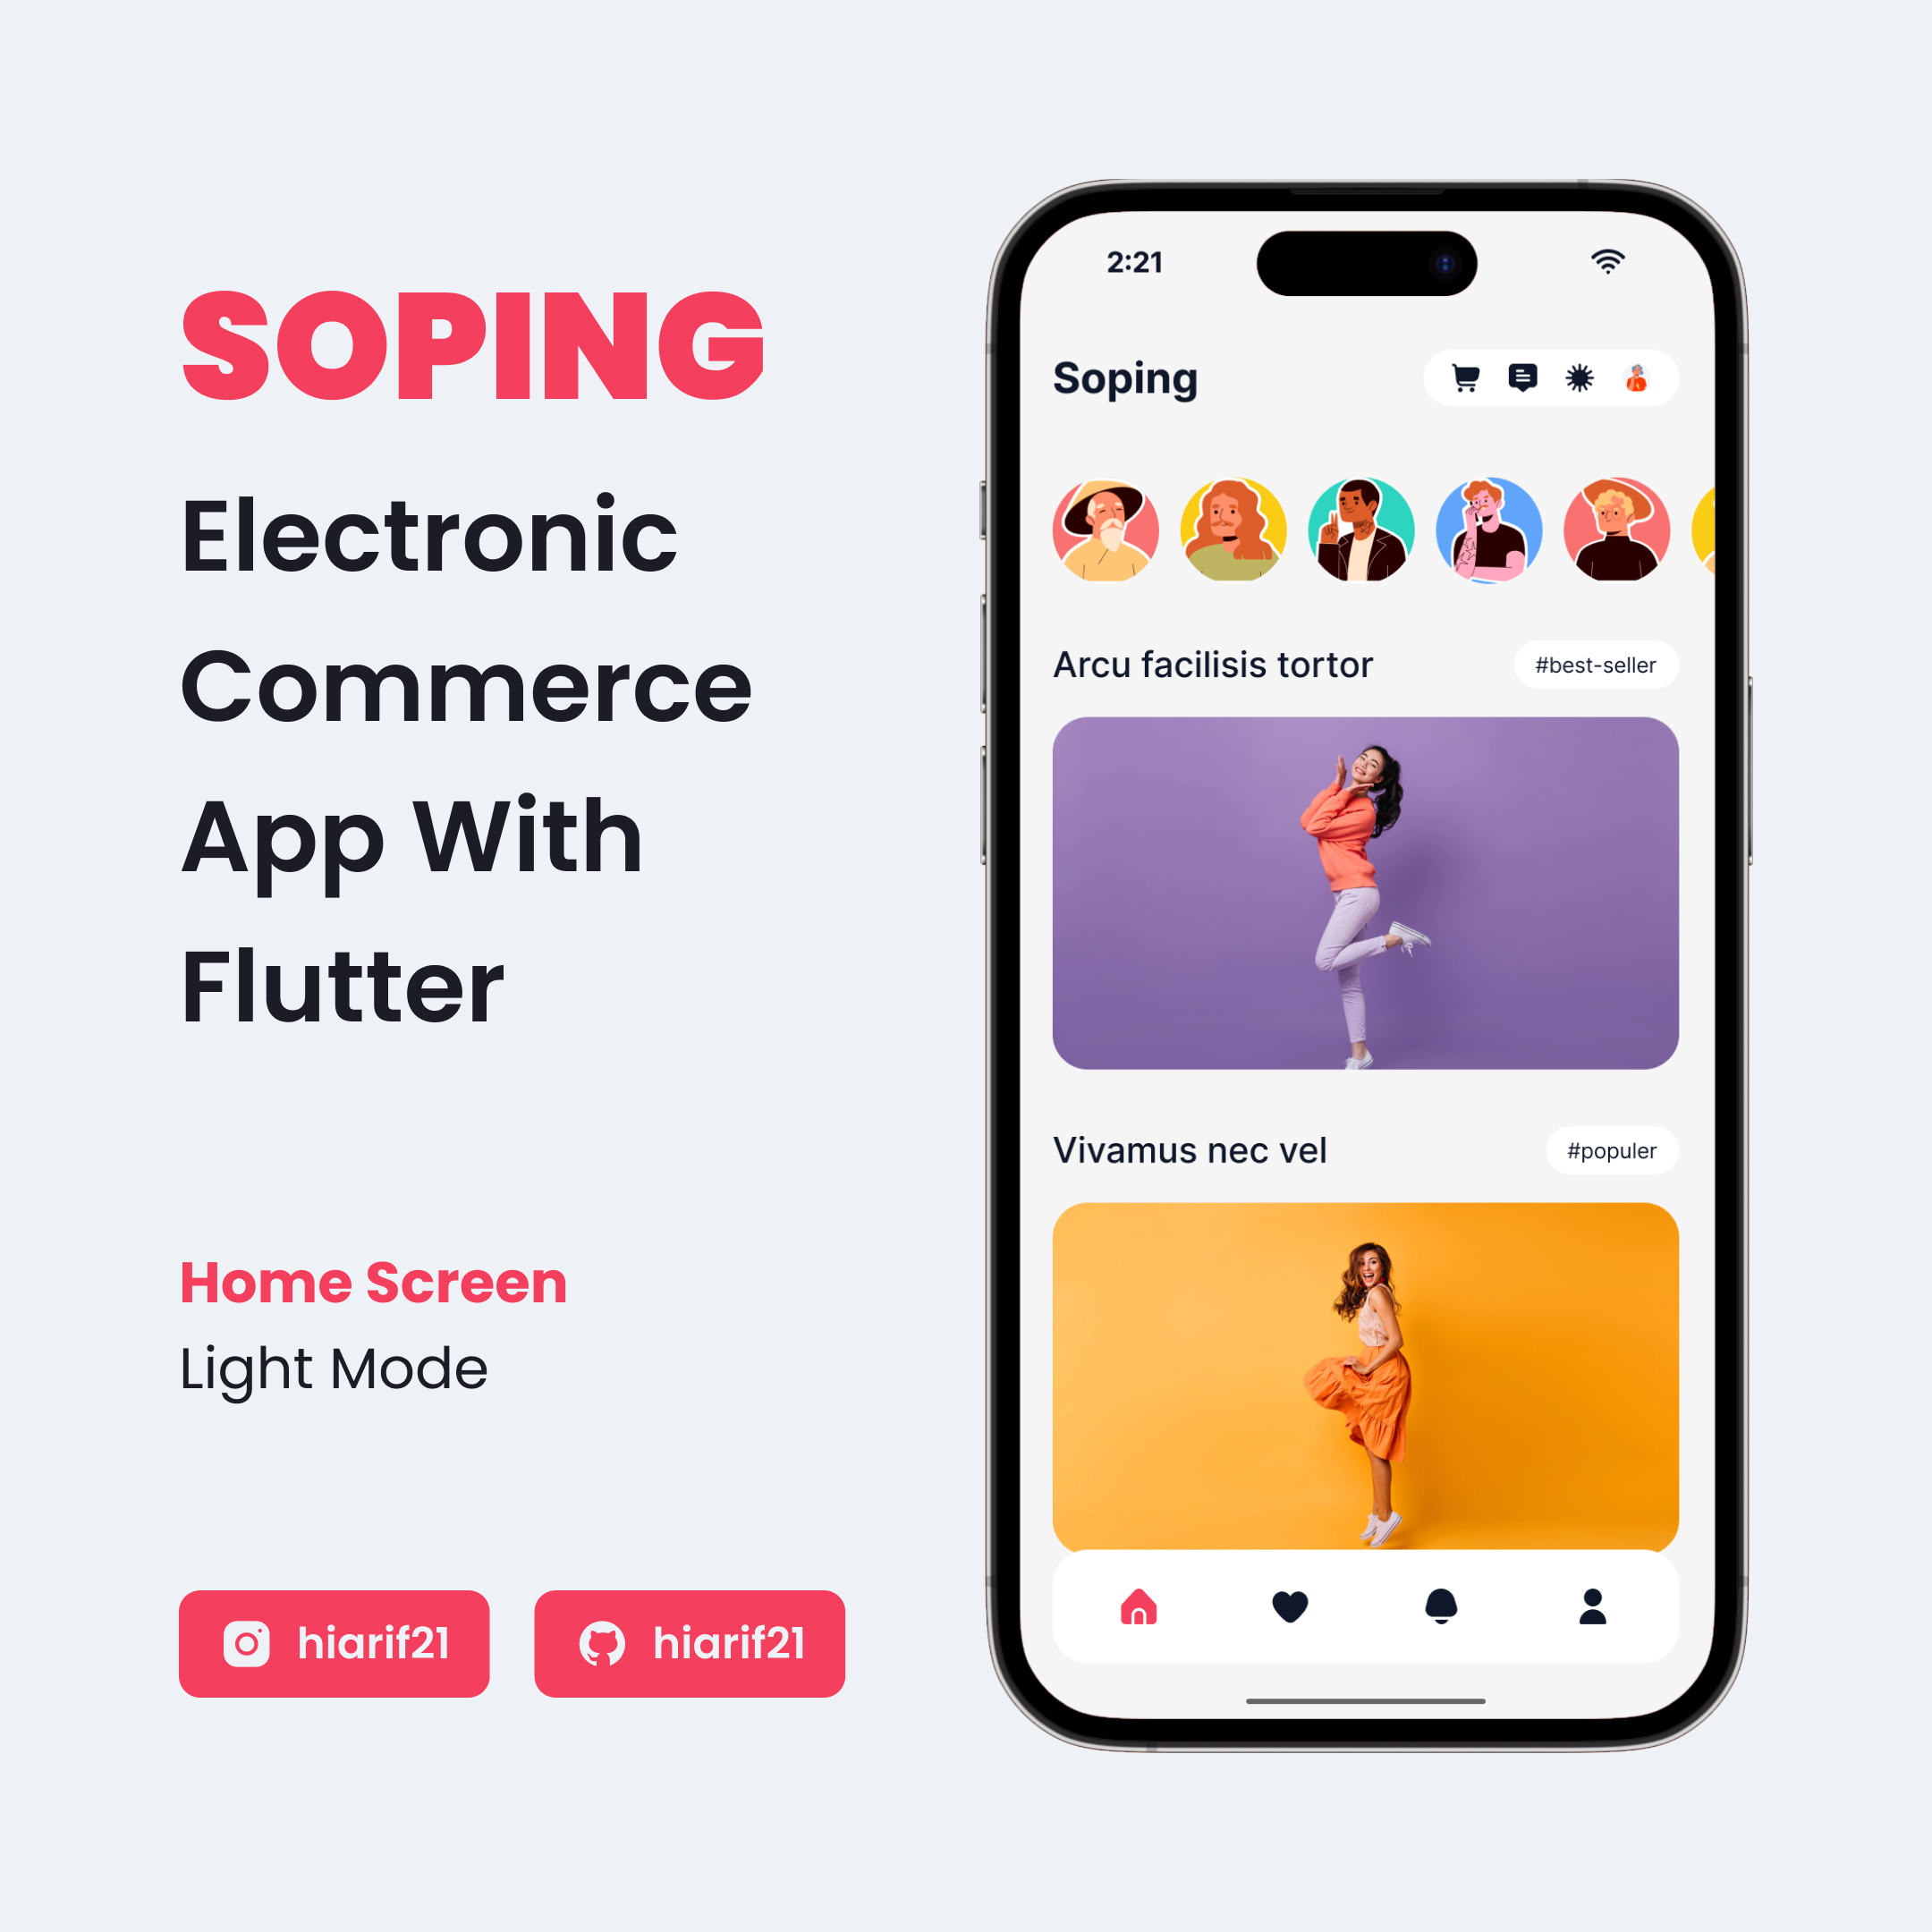 SOPING
Electronic
Commerce
App With
Flutter
Home Screen
Light Mode
hiarif21
hiarif21
2:21
Soping
Arcu facilisis tortor
#best-seller
Vivamus nec vel
#populer